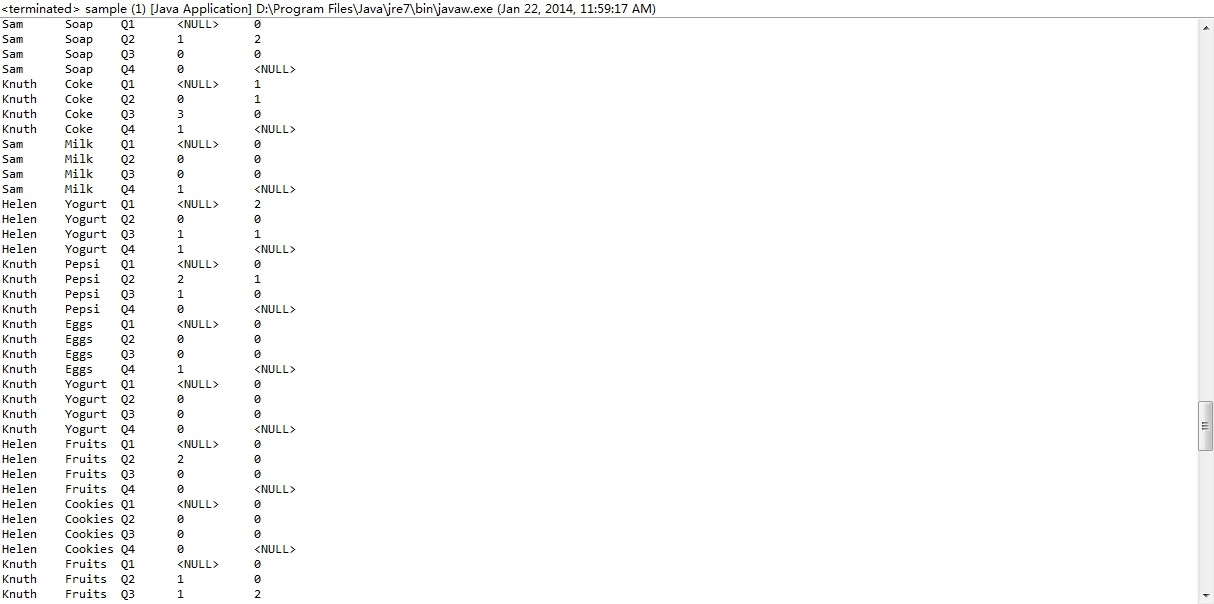 <terminated> sample (1) [Java Application] D:\Program Files\Java\jre7\bin\javaw.exe (Jan 22, 2014, 11:59:17 AM)
Sam Soap Q1 <NULL> 0
Sam Soap Q2 1 2
Sam Soap Q3 0 0
Sam Soap Q4 0 <NULL>
Knuth Coke Q1 <NULL> 1
Knuth Coke Q2 0 1
Knuth Coke Q3 3 0
Knuth Coke Q4 1 <NULL>
Sam Milk Q1 <NULL> 0
Sam Milk Q2 0 0
Sam Milk Q3 0 0
Sam Milk Q4 1 <NULL>
Helen Yogurt Q1 <NULL> 2
Helen Yogurt Q2 0 0
Helen Yogurt Q3 1 1
Helen Yogurt Q4 1 <NULL>
Knuth Pepsi Q1 <NULL> 0
Knuth Pepsi Q2 2 1
Knuth Pepsi Q3 1 0
Knuth Pepsi Q4 0 <NULL>
Knuth Eggs Q1 <NULL> 0
Knuth Eggs Q2 0 0
Knuth Eggs Q3 0 0
Knuth Eggs Q4 1 <NULL>
Knuth Yogurt Q1 <NULL> 0
Knuth Yogurt Q2 0 0
Knuth Yogurt Q3 0 0
Knuth Yogurt Q4 0 <NULL>
Helen Fruits Q1 <NULL> 0
Helen Fruits Q2 2 0
Helen Fruits Q3 0 0
Helen Fruits Q4 0 <NULL>
Helen Cookies Q1 <NULL> 0
Helen Cookies Q2 0 0
Helen Cookies Q3 0 0
Helen Cookies Q4 0 <NULL>
Knuth Fruits Q1 <NULL> 0
Knuth Fruits Q2 1 0
Knuth Fruits Q3 1 2